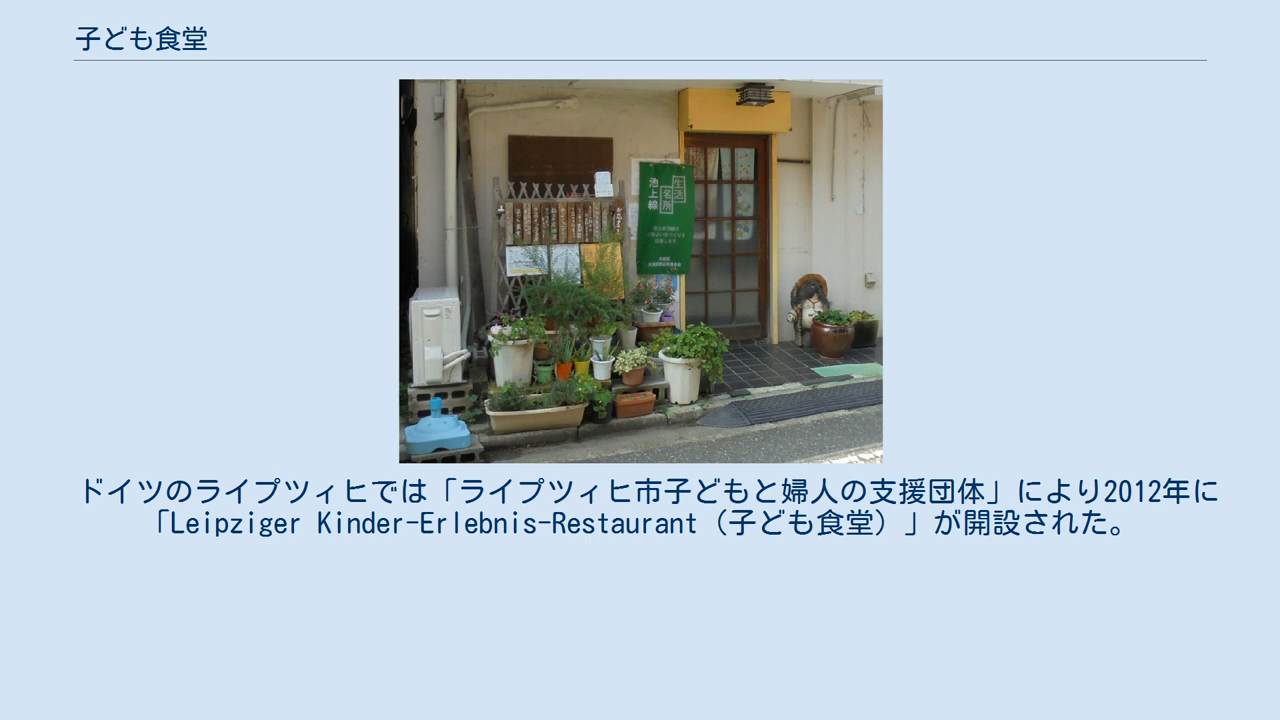 子ども食堂
生活
名所
池上線
ドイツのライプツィヒでは「ライプツィヒ市子どもと婦人の支援団体」により2012年に
「Leipziger Kinder-Erlebnis-Restaurant（子ども食堂）」が開設された。